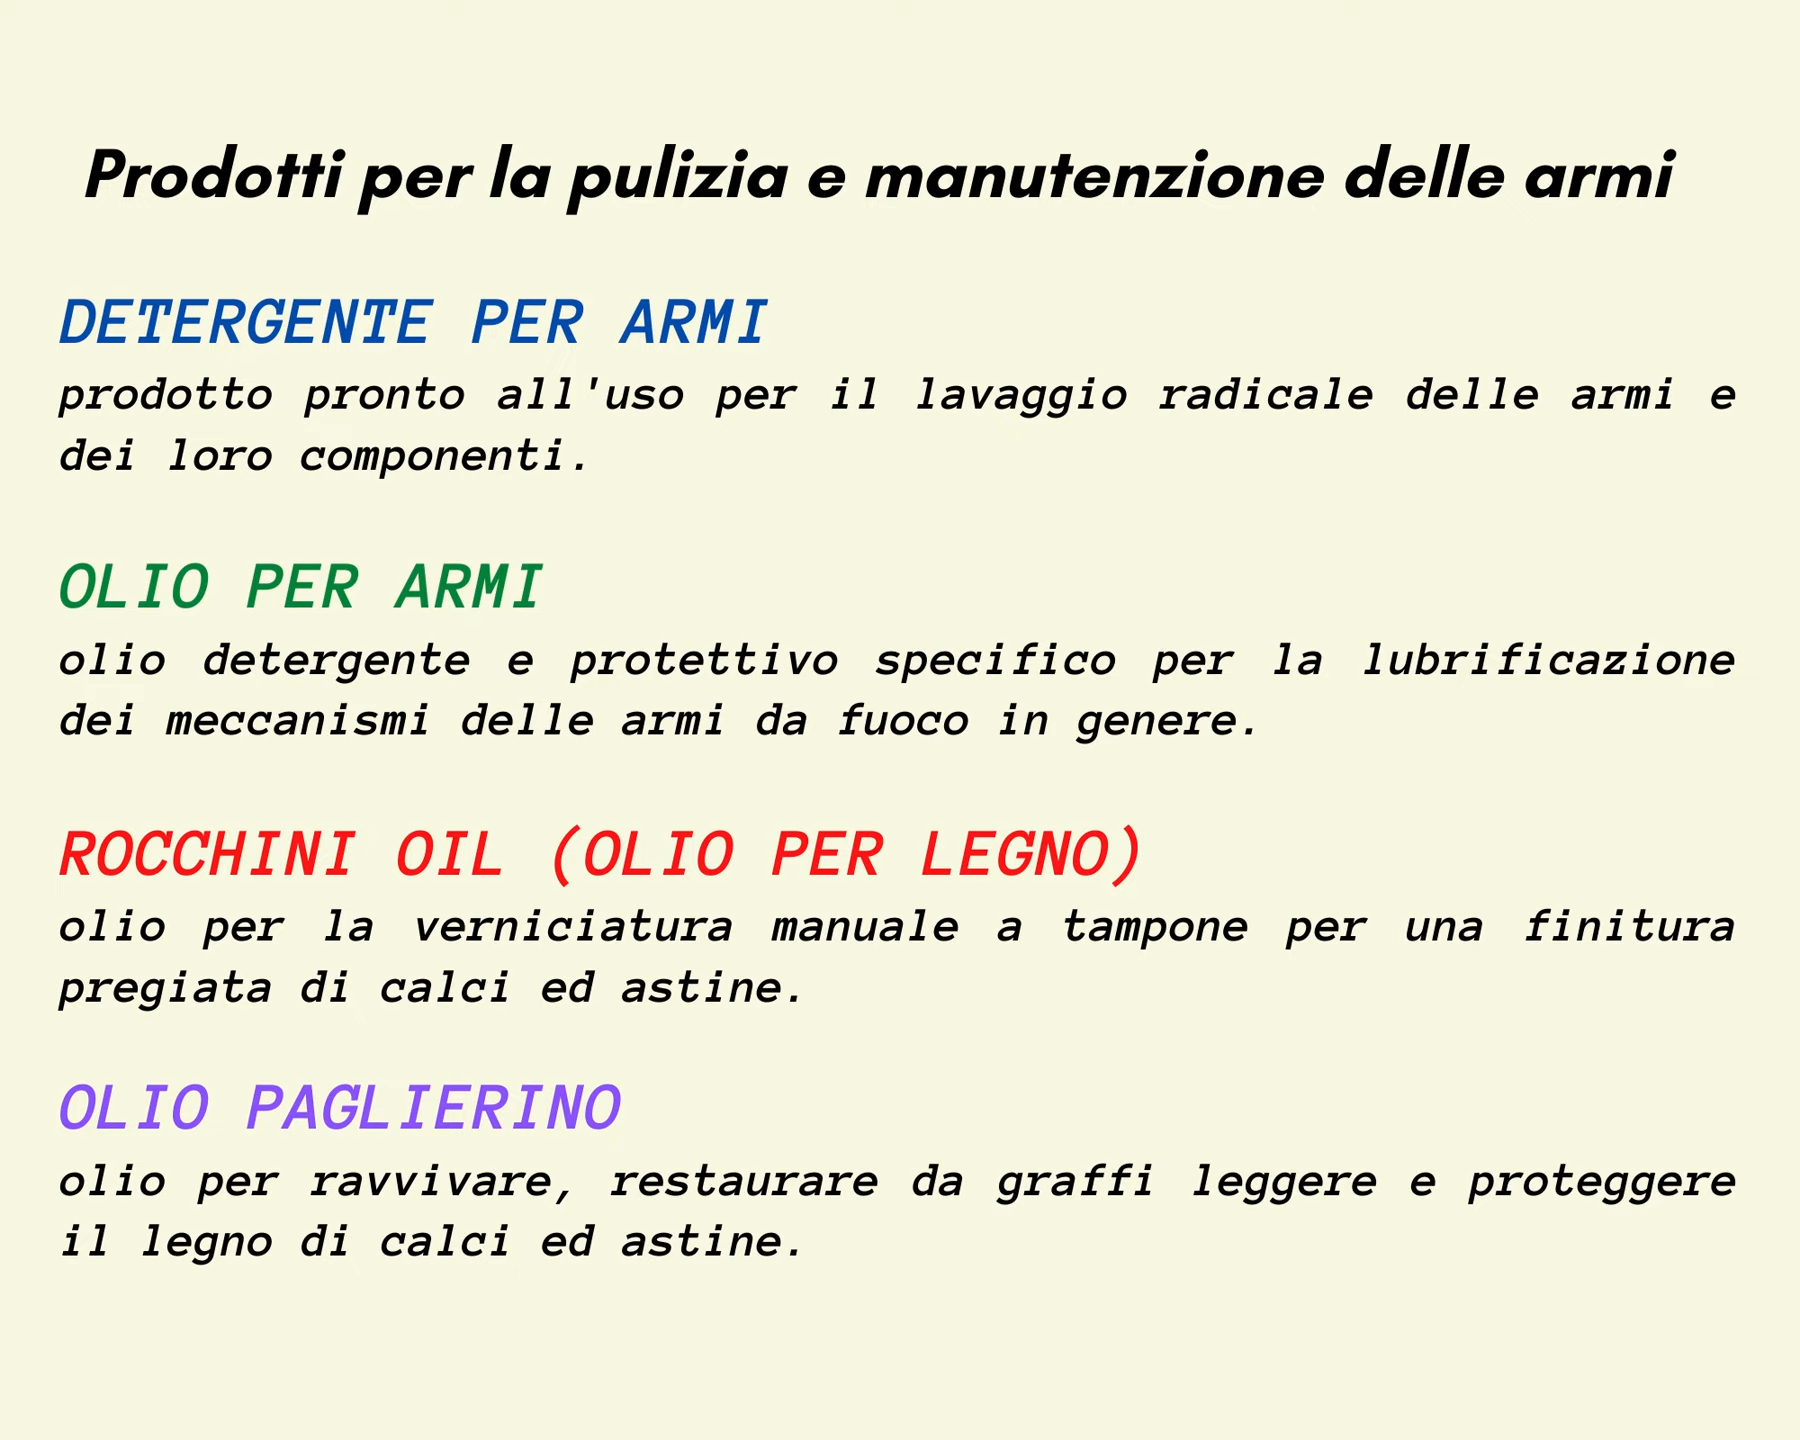 Prodotti per la pulizia e manutenzione delle armi
DETERGENTE PER ARMI
prodotto pronto all'uso per il lavaggio radicale delle armi e
dei loro componenti.
OLIO PER ARMI
olio detergente e protettivo specifico per la lubrificazione
dei meccanismi delle armi da fuoco in genere.
ROCCHINI OIL (OLIO PER LEGNO)
olio per la verniciatura manuale a tampone per una finitura
pregiata di calci ed astine.
OLIO PAGLIERINO
olio per ravvivare, restaurare da graffi leggere e proteggere
il legno di calci ed astine.